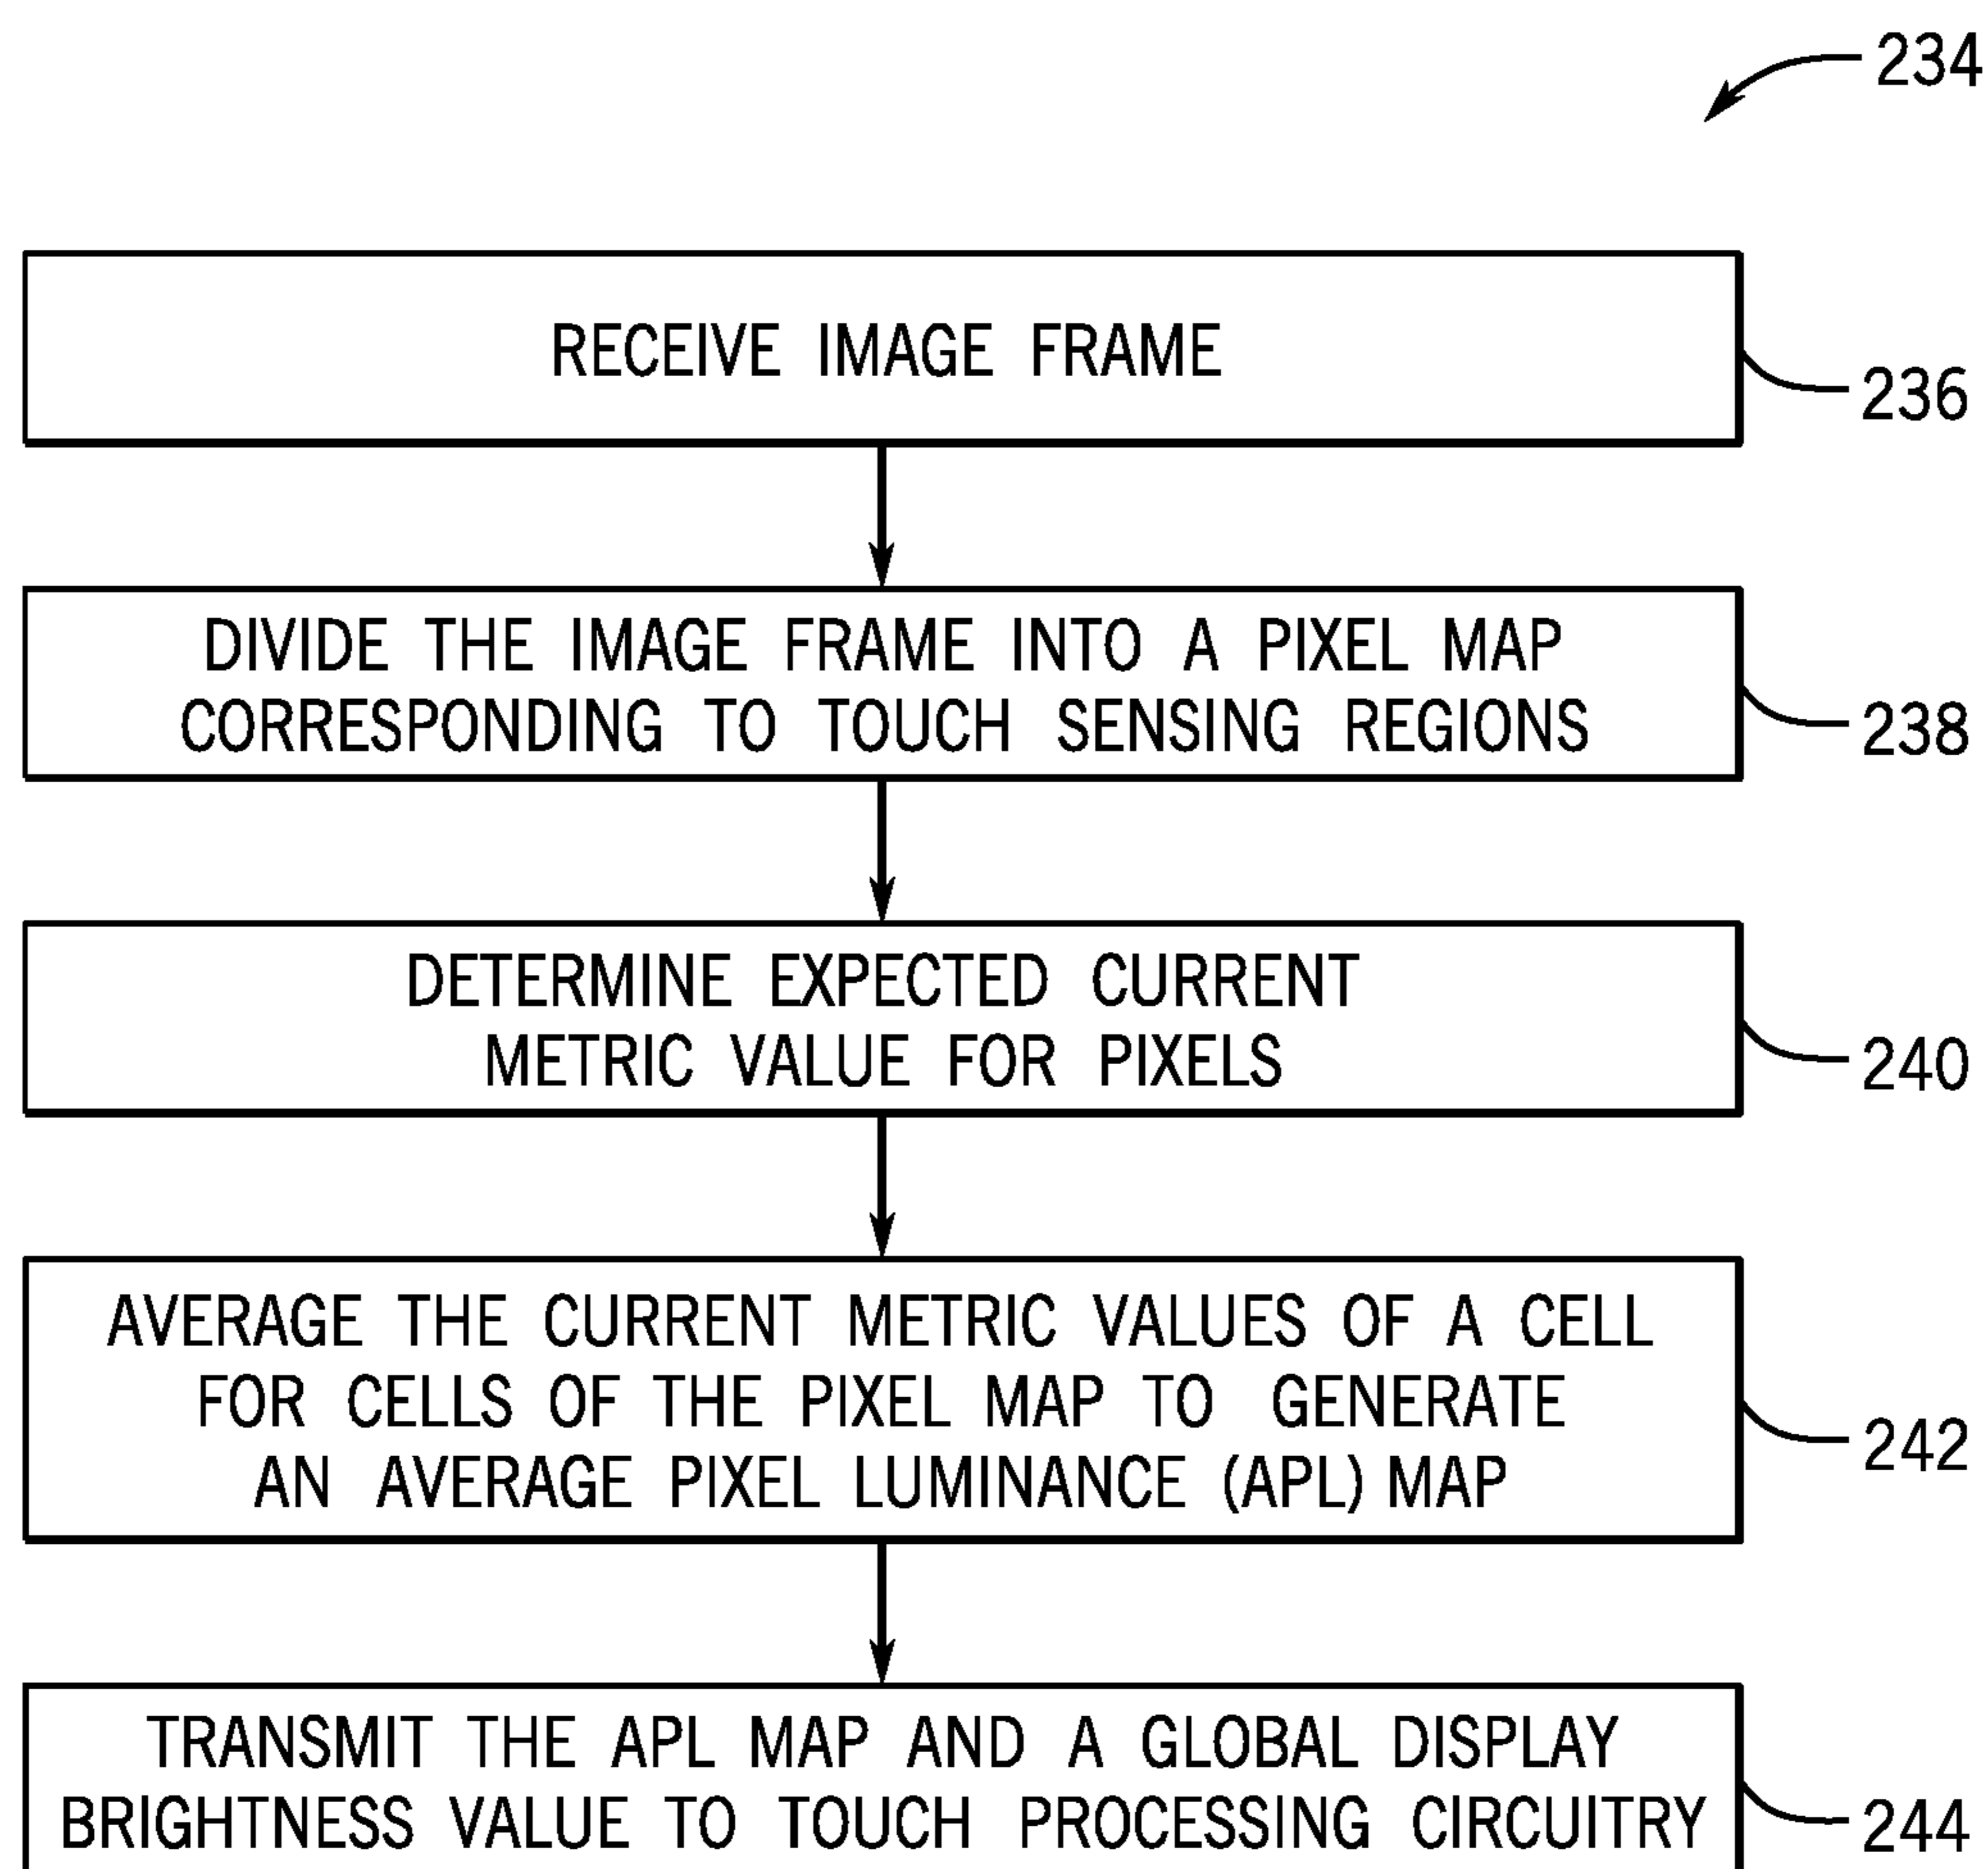 234
RECEIVE IMAGE FRAME
236
DIVIDE THE IMAGE FRAME INTO A PIXEL MAP
CORRESPONDING TO TOUCH SENSING REGIONS
238
DETERMINE EXPECTED CURRENT
METRIC VALUE FOR PIXELS
240
AVERAGE THE CURRENT METRIC VALUES OF A CELL
FOR CELLS OF THE PIXEL MAP TO GENERATE
AN AVERAGE PIXEL LUMINANCE (APL) MAP
242
TRANSMIT THE APL MAP AND A GLOBAL DISPLAY
BRIGHTNESS VALUE TO TOUCH PROCESSING CIRCUITRY
244